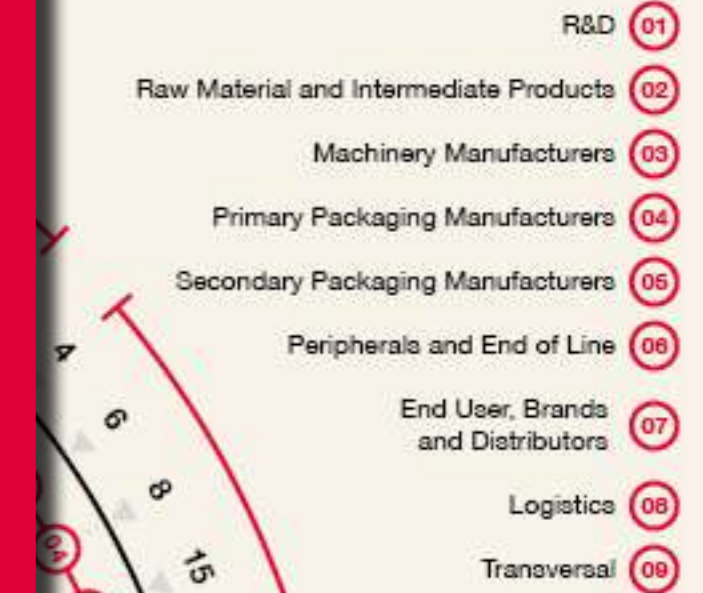 R&D 01
Raw Material and Intermediate Products 02
Machinery Manufacturers 03
Primary Packaging Manufacturers 04
Secondary Packaging Manufacturers 05
Peripherals and End of Line 06
End User, Brands
and Distributors 07
Logistics 08
Transversal 09
4
6
8
15
04